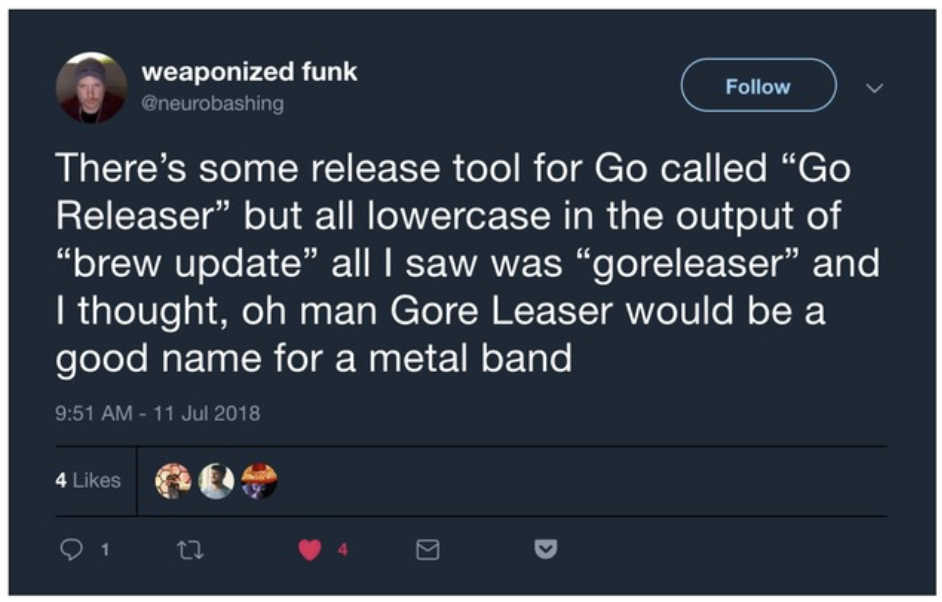 weaponized funk
@neurobashing
Follow
There’s some release tool for Go called “Go
Releaser” but all lowercase in the output of
“brew update” all I saw was “goreleaser” and
I thought, oh man Gore Leaser would be a
good name for a metal band
9:51 AM - 11 Jul 2018
4 Likes
1
4